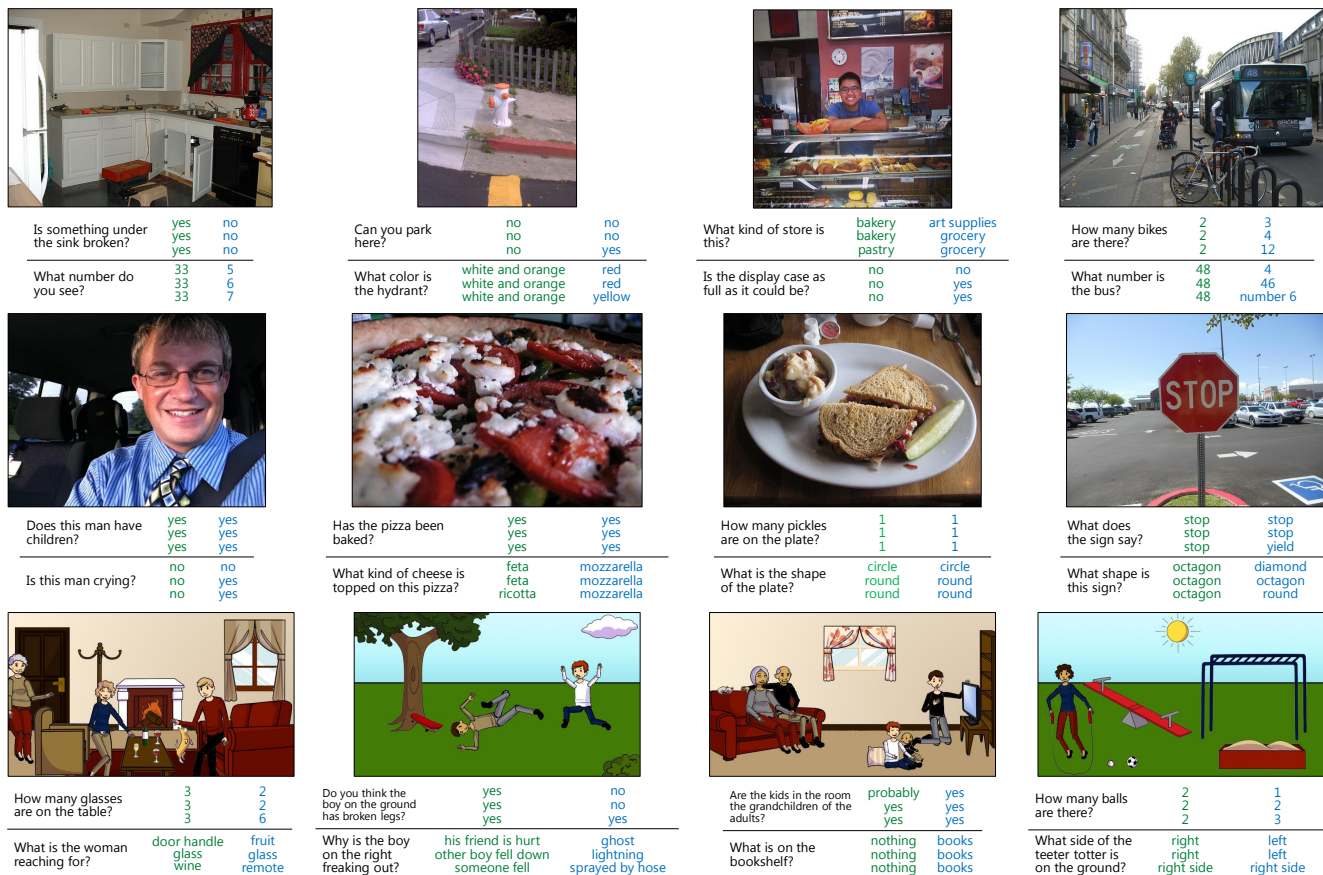 Is something under
the sink broken?
yes no
yes no
yes no
What number do
you see?
33 5
33 6
33 7
Can you park
here?
no no
no no
no yes
What color is
the hydrant?
white and orange red
white and orange red
white and orange yellow
What kind of store is
this?
bakery art supplies
bakery grocery
pastry grocery
Is the display case as
full as it could be?
no no
no yes
no yes
48
How many bikes
are there?
2 3
2 4
2 12
What number is
the bus?
48 4
48 46
48 number 6
Does this man have
children?
yes yes
yes yes
yes yes
Is this man crying?
no no
no yes
no yes
Has the pizza been
baked?
yes yes
yes yes
yes yes
What kind of cheese is
topped on this pizza?
feta mozzarella
feta mozzarella
ricotta mozzarella
How many pickles
are on the plate?
1 1
1 1
1 1
What is the shape
of the plate?
circle circle
round round
round round
STOP
What does
the sign say?
stop stop
stop stop
stop yield
What shape is
this sign?
octagon diamond
octagon octagon
octagon round
How many glasses
are on the table?
3 2
3 2
3 6
What is the woman
reaching for?
door handle fruit
glass glass
wine remote
Do you think the
boy on the ground
has broken legs?
yes no
yes no
yes yes
Why is the boy
on the right
freaking out?
his friend is hurt ghost
other boy fell down lightning
someone fell sprayed by hose
Are the kids in the room
the grandchildren of the
adults?
probably yes
yes yes
yes yes
What is on the
bookshelf?
nothing books
nothing books
nothing books
How many balls
are there?
2 1
2 2
2 3
What side of the
teeter totter is
on the ground?
right left
right left
right side right side